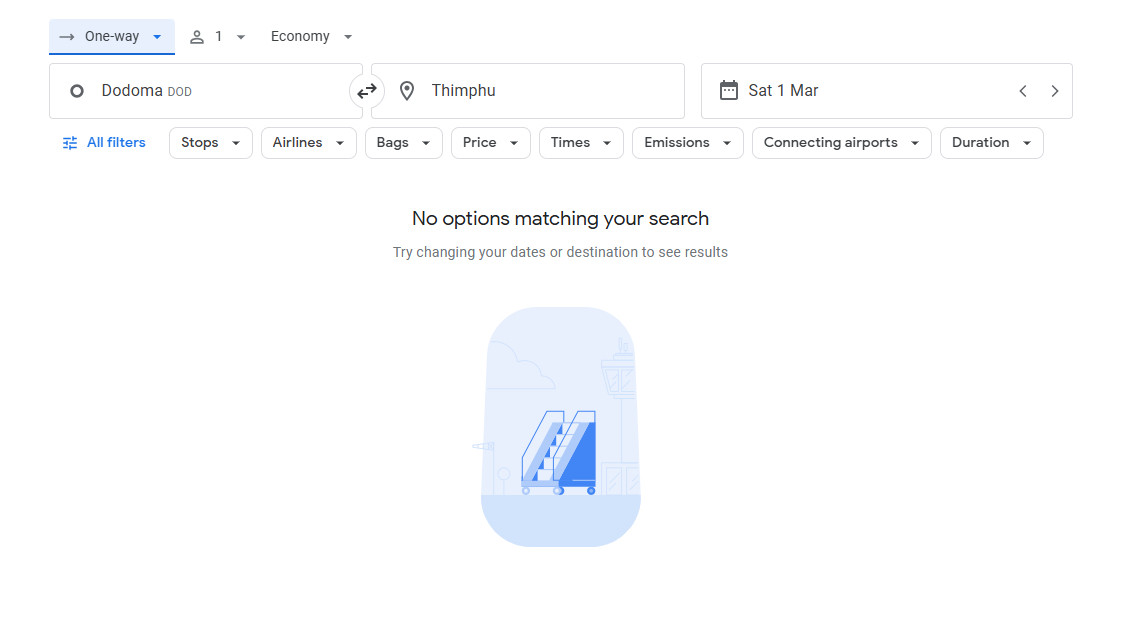 One-way 1 Economy
Dodoma DOD Thimphu Sat 1 Mar
All filters Stops Airlines Bags Price Times Emissions Connecting airports Duration
No options matching your search
Try changing your dates or destination to see results